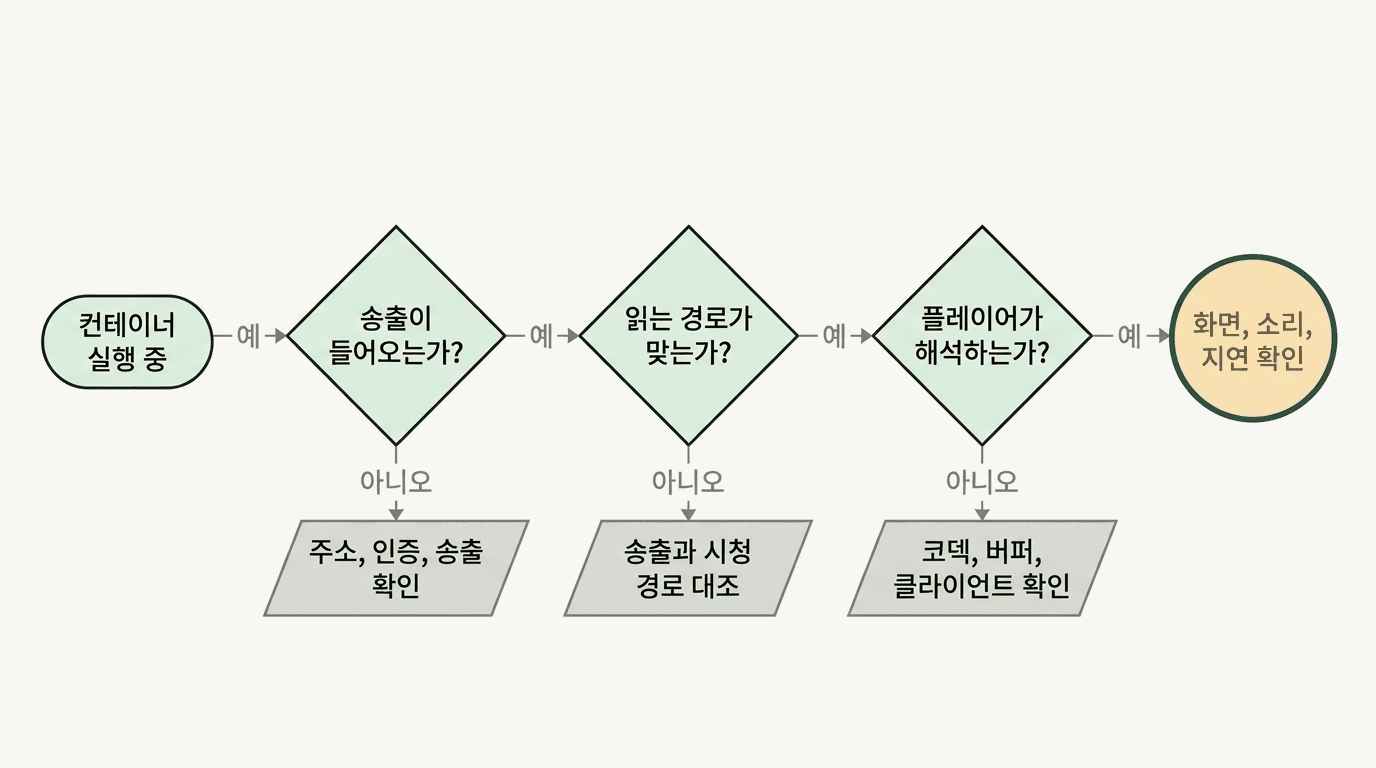 컨테이너
실행 중
예
송출이
들어오는가?
예
읽는 경로가
맞는가?
예
플레이어가
해석하는가?
예
화면, 소리,
지연 확인
아니오
아니오
아니오
주소, 인증, 송출
확인
송출과 시청
경로 대조
코덱, 버퍼,
클라이언트 확인